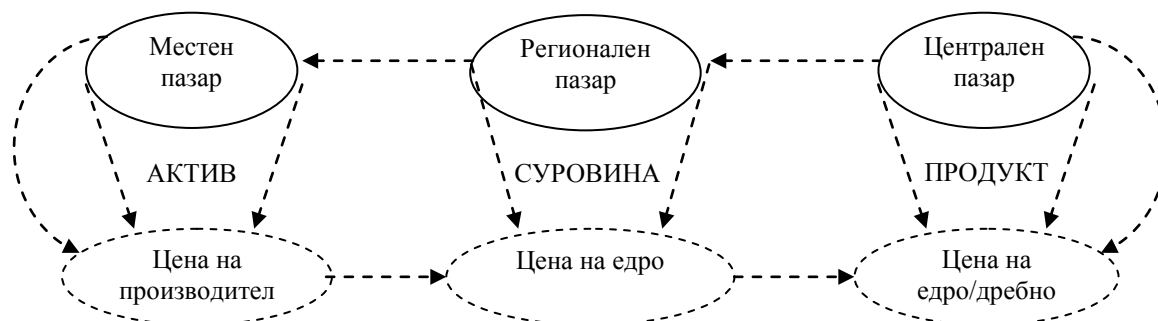 Местен
пазар
Регионален
пазар
Централен
пазар
АКТИВ
СУРОВИНА
ПРОДУКТ
Цена на
производител
Цена на едро
Цена на
едро/дребно